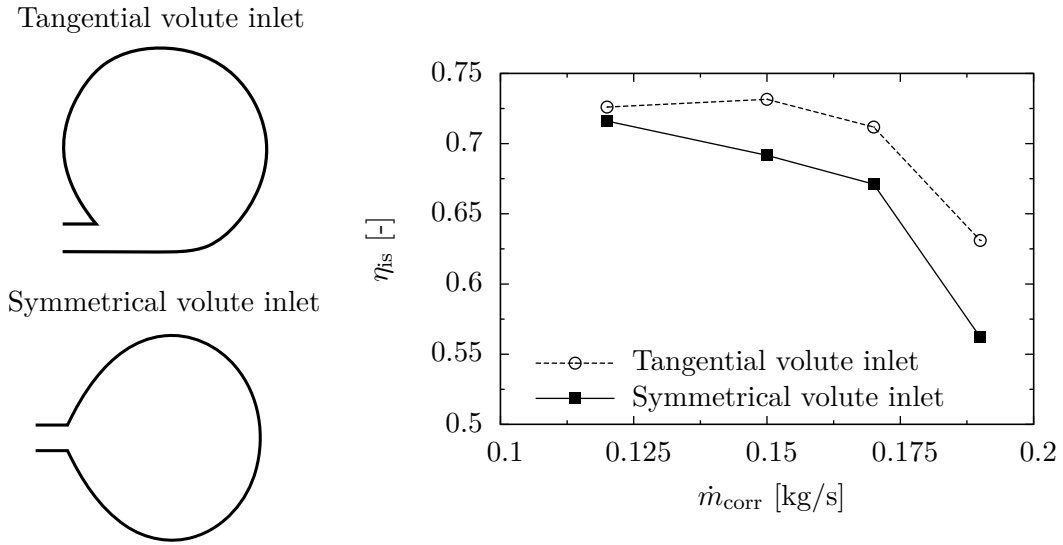 Tangential volute inlet
Symmetrical volute inlet
0.75
0.7
0.65
0.6
0.55
0.5
η_is [-]
Tangential volute inlet
Symmetrical volute inlet
0.1 0.125 0.15 0.175 0.2
ṁ_corr [kg/s]